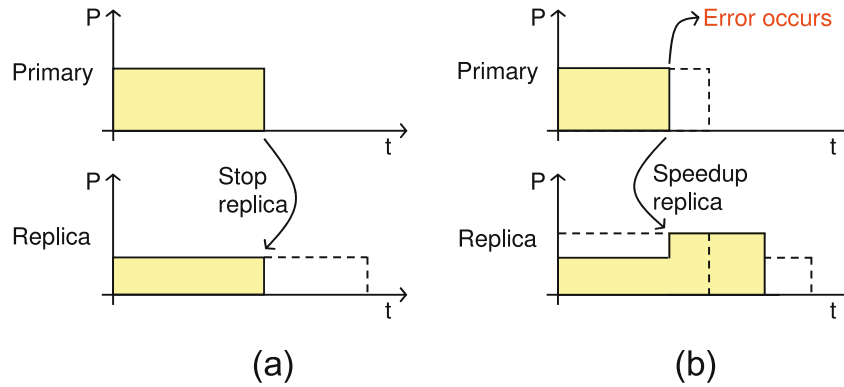 P
Primary
t
Stop
replica
P
Replica
t
(a)
P
Error occurs
Primary
t
Speedup
replica
P
Replica
t
(b)